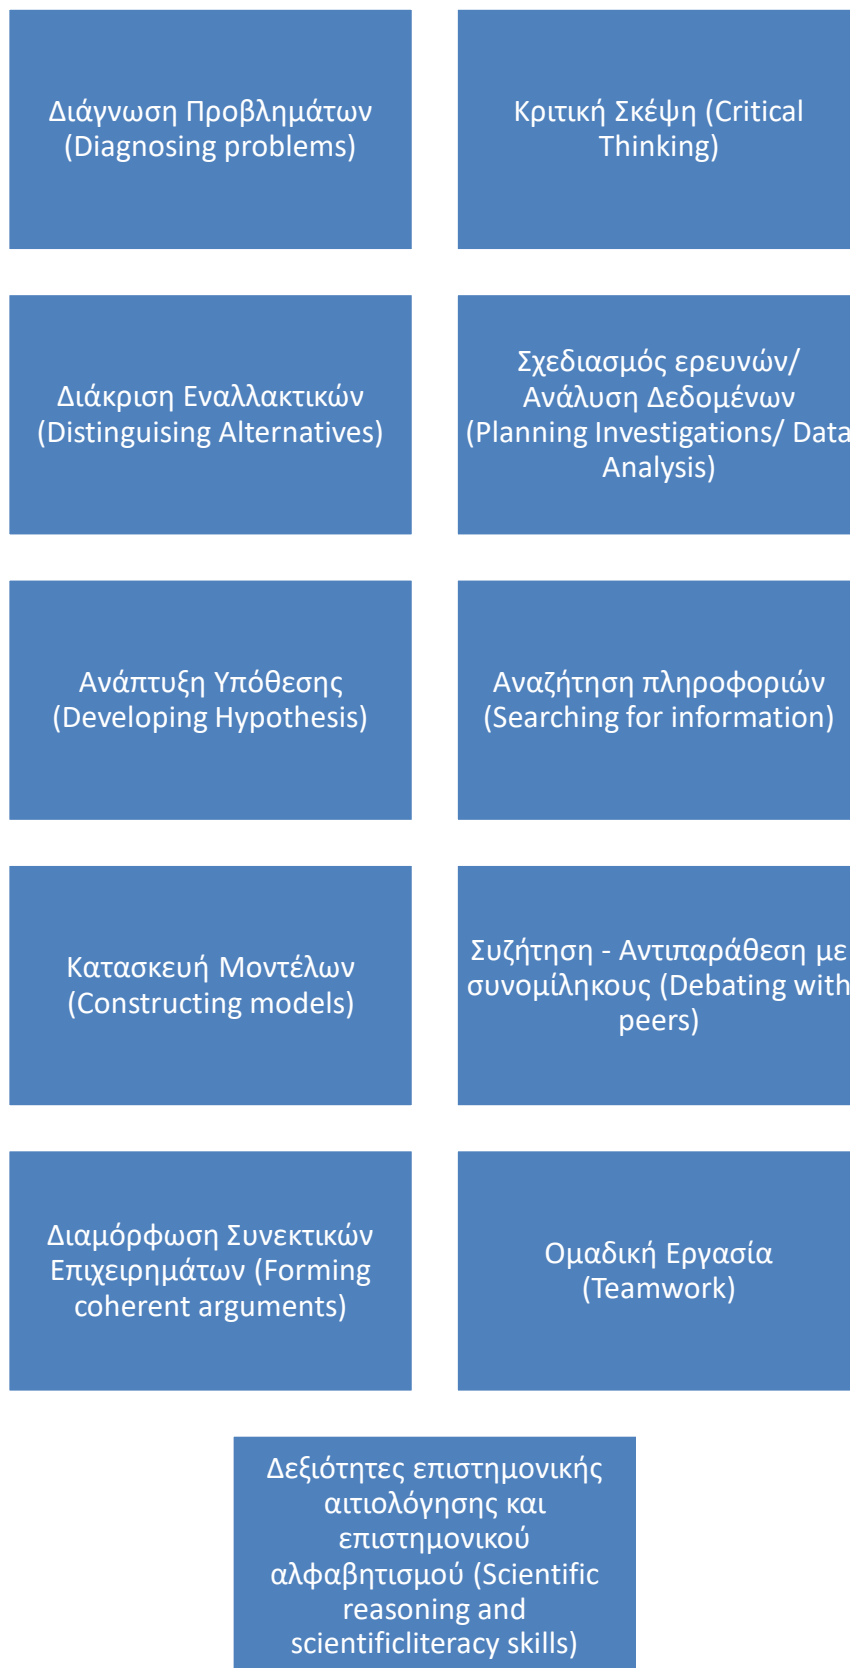 Διάγνωση Προβλημάτων
(Diagnosing problems)
Κριτική Σκέψη (Critical
Thinking)
Διάκριση Εναλλακτικών
(Distinguising Alternatives)
Σχεδιασμός ερευνών/
Ανάλυση Δεδομένων
(Planning Investigations/ Data
Analysis)
Ανάπτυξη Υπόθεσης
(Developing Hypothesis)
Αναζήτηση πληροφοριών
(Searching for information)
Κατασκευή Μοντέλων
(Constructing models)
Συζήτηση - Αντιπαράθεση με
συνομίληκους (Debating with
peers)
Διαμόρφωση Συνεκτικών
Επιχειρημάτων (Forming
coherent arguments)
Ομαδική Εργασία
(Teamwork)
Δεξιότητες επιστημονικής
αιτιολόγησης και
επιστημονικού
αλφαβητισμού (Scientific
reasoning and
scientificliteracy skills)